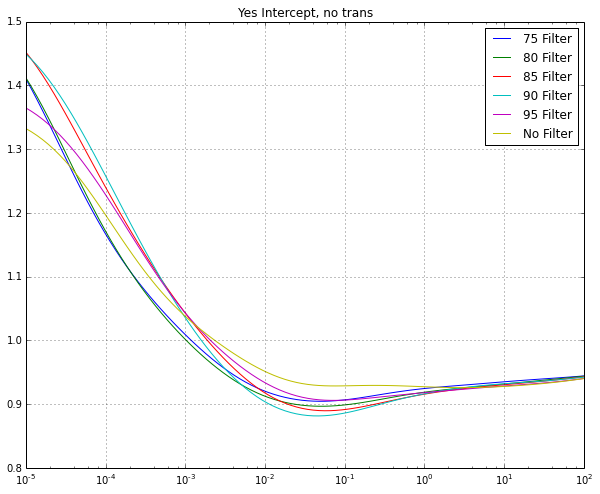 Yes Intercept, no trans
1.5
1.4
1.3
1.2
1.1
1.0
0.9
0.8
75 Filter
80 Filter
85 Filter
90 Filter
95 Filter
No Filter
10^-5 10^-4 10^-3 10^-2 10^-1 10^0 10^1 10^2